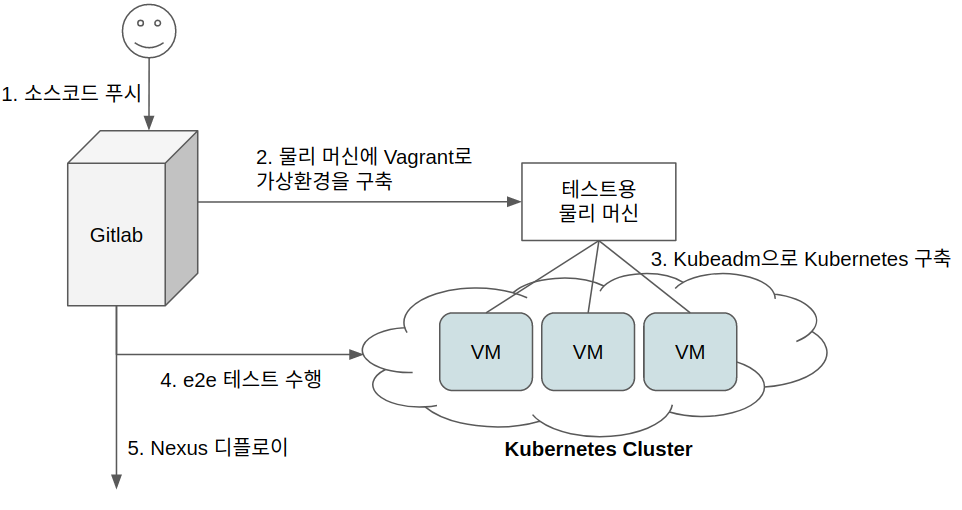 1. 소스코드 푸시
2. 물리 머신에 Vagrant로
가상환경을 구축
테스트용
물리 머신
Gitlab
3. Kubeadm으로 Kubernetes 구축
VM
VM
VM
4. e2e 테스트 수행
5. Nexus 디플로이
Kubernetes Cluster